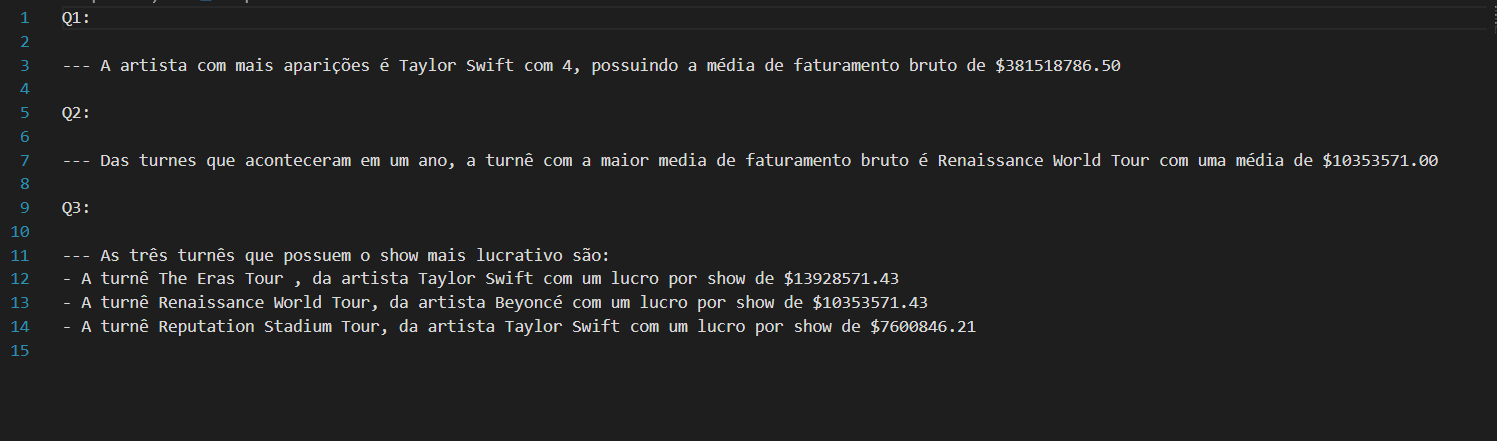 1 Q1:
2
3 --- A artista com mais aparições é Taylor Swift com 4, possuindo a média de faturamento bruto de $381518786.50
4
5 Q2:
6
7 --- Das turnes que aconteceram em um ano, a turnê com a maior media de faturamento bruto é Renaissance World Tour com uma média de $10353571.00
8
9 Q3:
10
11 --- As três turnês que possuem o show mais lucrativo são:
12 - A turnê The Eras Tour , da artista Taylor Swift com um lucro por show de $13928571.43
13 - A turnê Renaissance World Tour, da artista Beyoncé com um lucro por show de $10353571.43
14 - A turnê Reputation Stadium Tour, da artista Taylor Swift com um lucro por show de $7600846.21
15